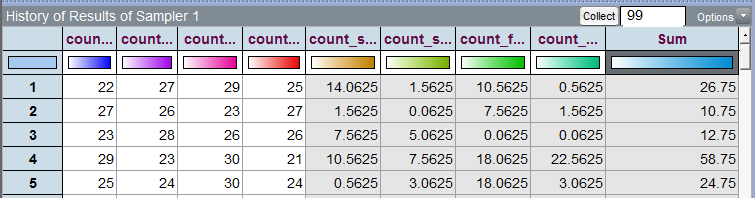 History of Results of Sampler 1 Collect 99 Options
coun... count... count... coun... count_s... count_s... count_f... count_... Sum
1 22 27 29 25 14.0625 1.5625 10.5625 0.5625 26.75
2 27 26 23 27 1.5625 0.0625 7.5625 1.5625 10.75
3 23 28 26 26 7.5625 5.0625 0.0625 0.0625 12.75
4 29 23 30 21 10.5625 7.5625 18.0625 22.5625 58.75
5 25 24 30 24 0.5625 3.0625 18.0625 3.0625 24.75